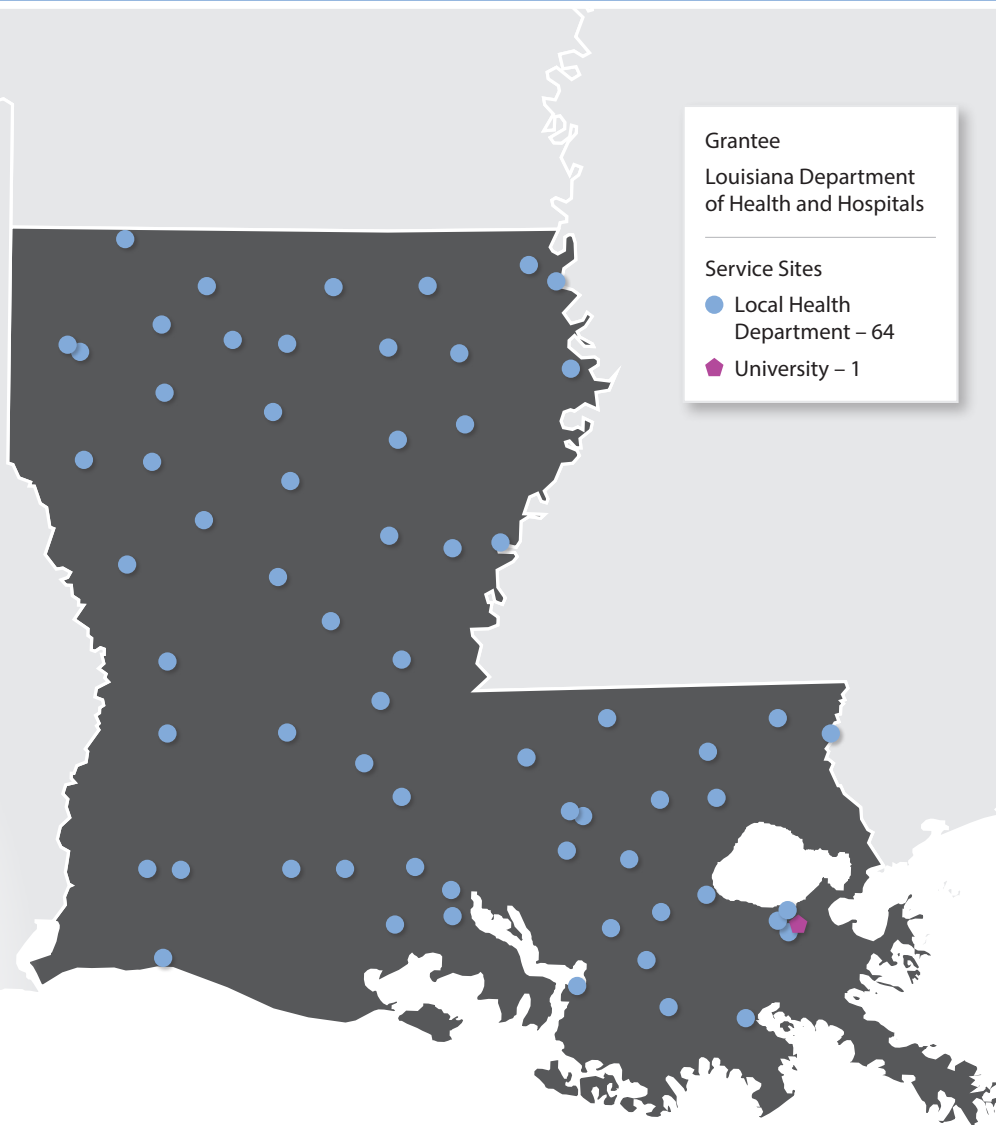 Grantee
Louisiana Department
of Health and Hospitals
Service Sites
Local Health
Department – 64
University – 1